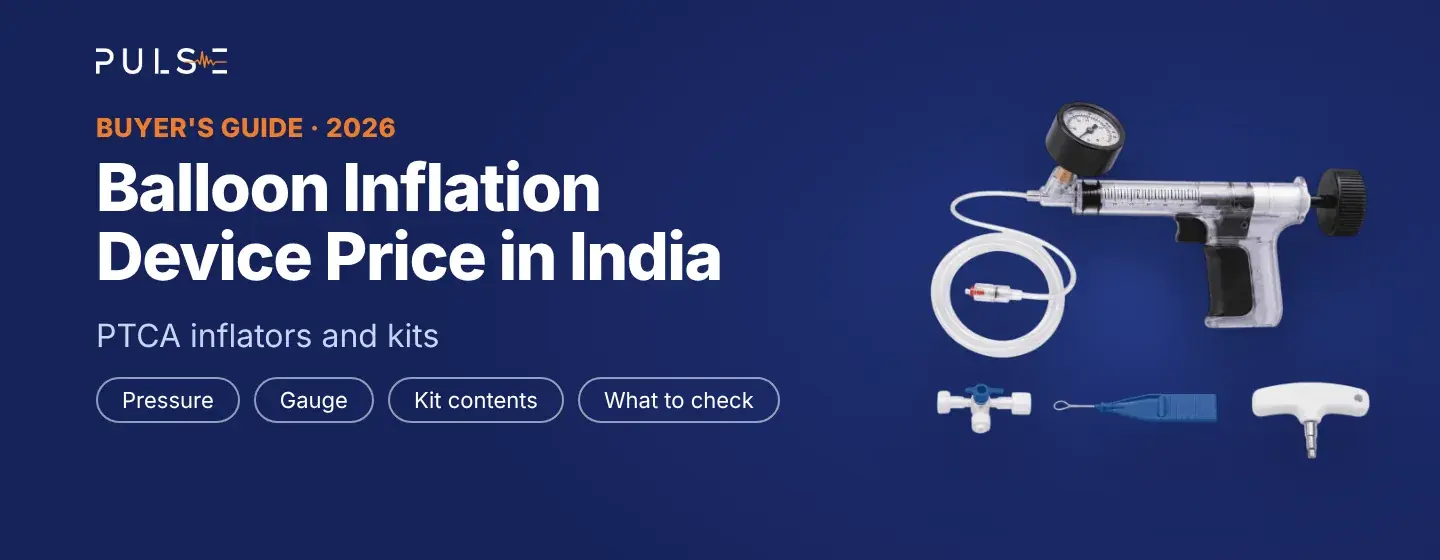 PULSE
BUYER'S GUIDE · 2026
Balloon Inflation
Device Price in India
PTCA inflators and kits
Pressure
Gauge
Kit contents
What to check